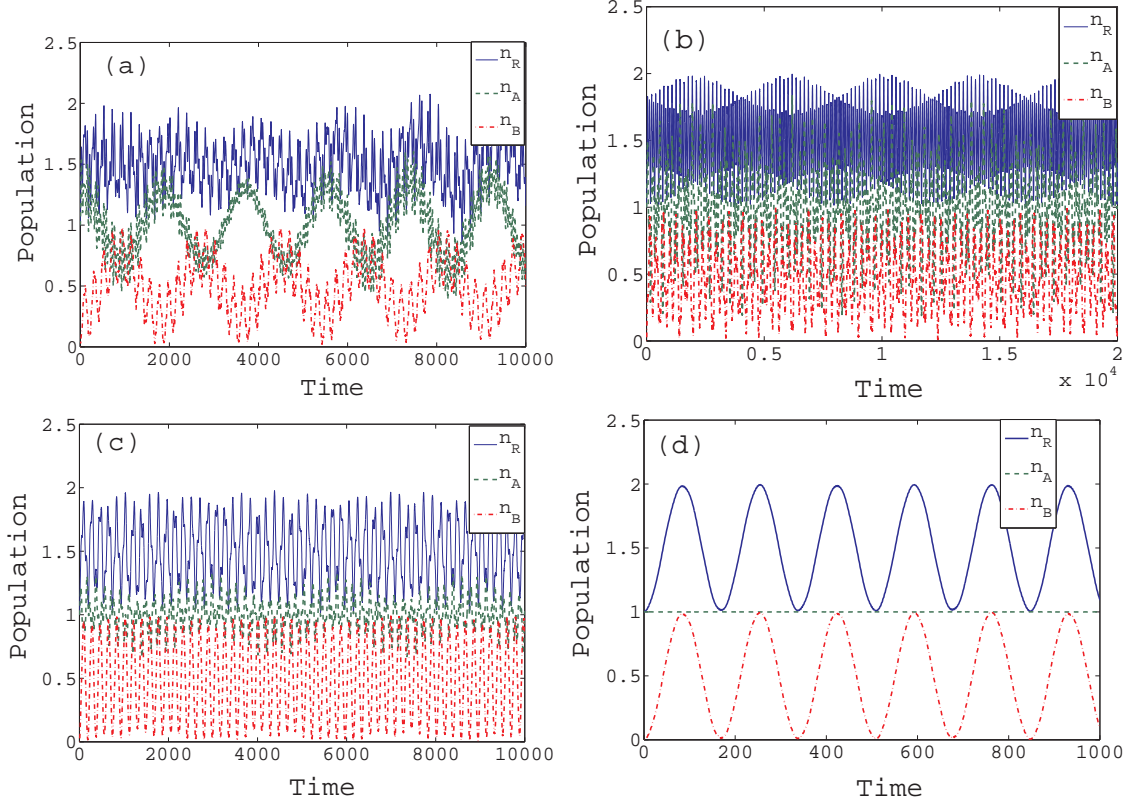 2.5
2
1.5
1
0.5
0
Population
(a)
n_R
n_A
n_B
0 2000 4000 6000 8000 10000
Time
2.5
2
1.5
1
0.5
0
Population
(b)
n_R
n_A
n_B
0 0.5 1 1.5 2
Time
x 10^4
2.5
2
1.5
1
0.5
0
Population
(c)
n_R
n_A
n_B
0 2000 4000 6000 8000 10000
Time
2.5
2
1.5
1
0.5
0
Population
(d)
n_R
n_A
n_B
0 200 400 600 800 1000
Time